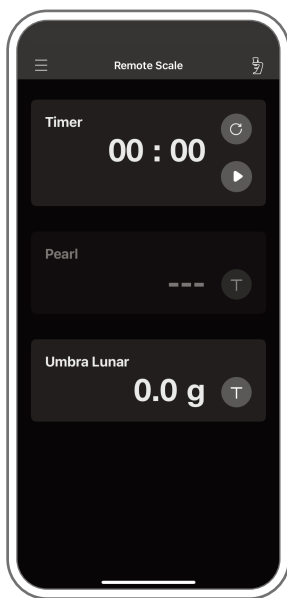 Remote Scale
Timer
00 : 00
Pearl
---
T
Umbra Lunar
0.0 g
T